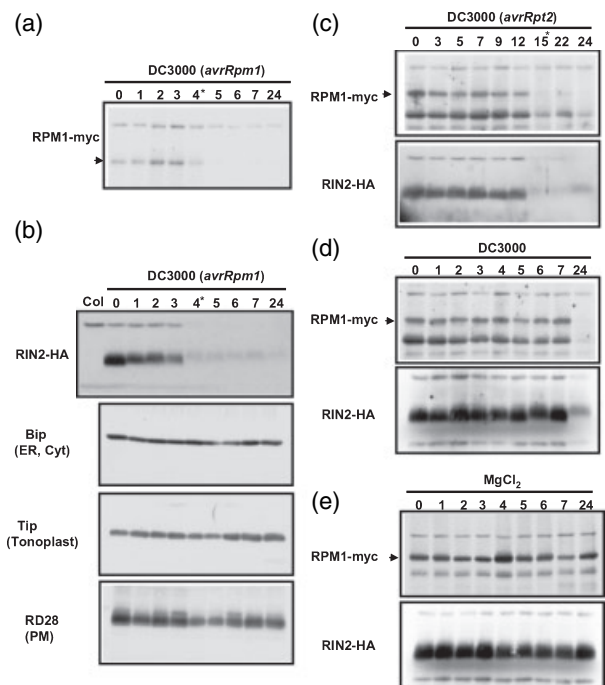 (a)
DC3000 (avrRpm1)
0 1 2 3 4* 5 6 7 24
RPM1-myc
(b)
DC3000 (avrRpm1)
Col 0 1 2 3 4* 5 6 7 24
RIN2-HA
Bip
(ER, Cyt)
Tip
(Tonoplast)
RD28
(PM)
(c)
DC3000 (avrRpt2)
0 3 5 7 9 12 15* 22 24
RPM1-myc
RIN2-HA
(d)
DC3000
0 1 2 3 4 5 6 7 24
RPM1-myc
RIN2-HA
(e)
MgCl₂
0 1 2 3 4 5 6 7 24
RPM1-myc
RIN2-HA